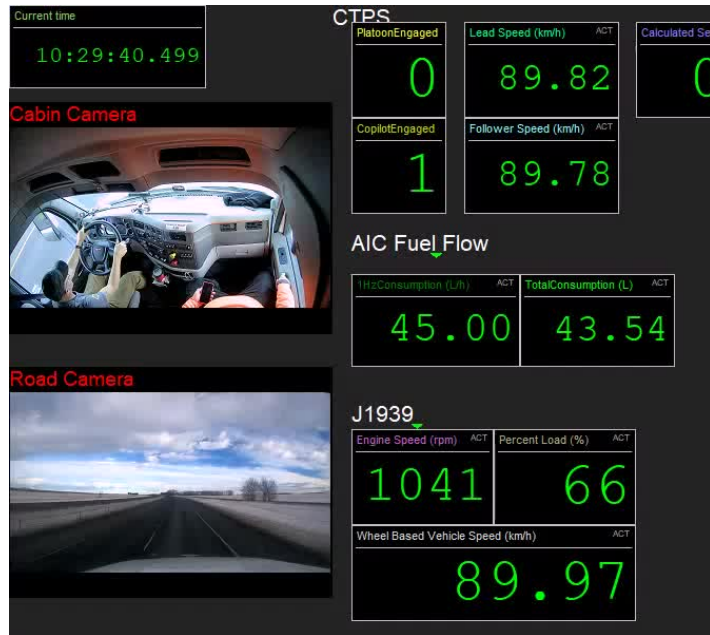 Current time
10:29:40.499
Cabin Camera
Road Camera
CTPS
PlatoonEngaged
0
Lead Speed (km/h) ACT
89.82
Calculated Se
0
CopilotEngaged
1
Follower Speed (km/h) ACT
89.78
AIC Fuel Flow
1HzConsumption (L/h) ACT
45.00
TotalConsumption (L) ACT
43.54
J1939
Engine Speed (rpm) ACT
1041
Percent Load (%) ACT
66
Wheel Based Vehicle Speed (km/h) ACT
89.97